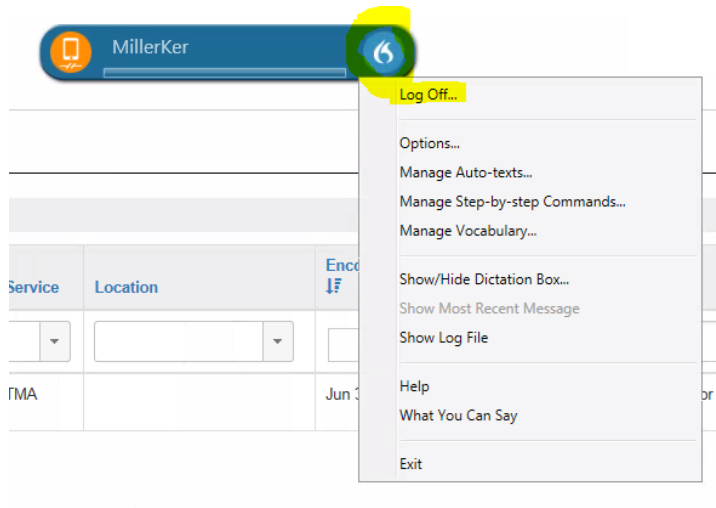 MillerKer
Log Off...
Options...
Manage Auto-texts...
Manage Step-by-step Commands...
Manage Vocabulary...
Service Location Enco
Show/Hide Dictation Box...
Show Most Recent Message
Show Log File
TMA Jun 3 or
Help
What You Can Say
Exit